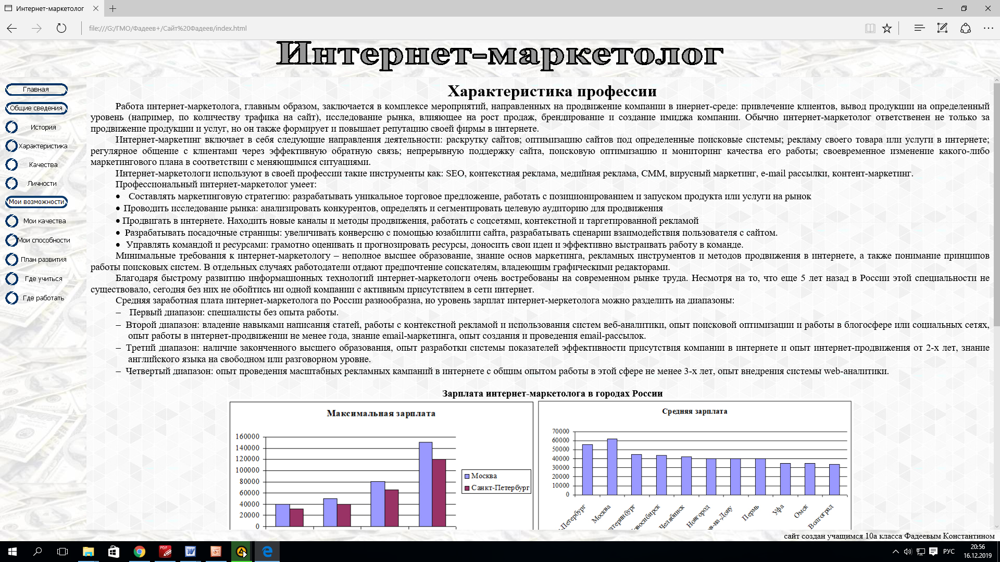 Интернет-маркетолог
file:///G:/ГМО/Фадеев+/Сайт%20Фадеев/index.html
Интернет-маркетолог
Главная
Общие сведения
История
Характеристика
Качества
Личности
Мои возможности
Мои качества
Мои способности
План развития
Где учиться
Где работать
Характеристика профессии
Работа интернет-маркетолога, главным образом, заключается в комплексе мероприятий, направленных на продвижение компании в инернет-среде: привлечение клиентов, вывод продукции на определенный
уровень (например, по количеству трафика на сайт), исследование рынка, влияющее на рост продаж, брендирование и создание имиджа компании. Обычно интернет-маркетолог ответственен не только за
продвижение продукции и услуг, но он также формирует и повышает репутацию своей фирмы в интернете.
Интернет-маркетинг включает в себя следующие направления деятельности: раскрутку сайтов; оптимизацию сайтов под определенные поисковые системы; рекламу своего товара или услуги в интернете;
регулярное общение с клиентами через эффективную обратную связь; непрерывную поддержку сайта, поисковую оптимизацию и мониторинг качества его работы; своевременное изменение какого-либо
маркетингового плана в соответствии с меняющимися ситуациями.
Интернет-маркетологи используют в своей профессии такие инструменты как: SEO, контекстная реклама, медийная реклама, СММ, вирусный маркетинг, e-mail рассылки, контент-маркетинг.
Профессиональный интернет-маркетолог умеет:
• Составлять маркетинговую стратегию: разрабатывать уникальное торговое предложение, работать с позиционированием и запуском продукта или услуги на рынок
• Проводить исследование рынка: анализировать конкурентов, определять и сегментировать целевую аудиторию для продвижения
• Продвигать в интернете. Находить новые каналы и методы продвижения, работать с соцсетями, контекстной и таргетированной рекламой
• Разрабатывать посадочные страницы: увеличивать конверсию с помощью юзабилити сайта, разрабатывать сценарии взаимодействия пользователя с сайтом.
• Управлять командой и ресурсами: грамотно оценивать и прогнозировать ресурсы, доносить свои идеи и эффективно выстраивать работу в команде.
Минимальные требования к интернет-маркетологу – неполное высшее образование, знание основ маркетинга, рекламных инструментов и методов продвижения в интернете, а также понимание принципов
работы поисковых систем. В отдельных случаях работодатели отдают предпочтение соискателям, владеющим графическими редакторами.
Благодаря быстрому развитию информационных технологий интернет-маркетологи очень востребованы на современном рынке труда. Несмотря на то, что еще 5 лет назад в России этой специальности не
существовало, сегодня без них не обойтись ни одной компании с активным присутствием в сети интернет.
Средняя заработная плата интернет-маркетолога по России разнообразна, но уровень зарплат интернет-меркетолога можно разделить на диапазоны:
– Первый диапазон: специалисты без опыта работы.
– Второй диапазон: владение навыками написания статей, работы с контекстной рекламой и использования систем веб-аналитики, опыт поисковой оптимизации и работы в блогосфере или социальных сетях,
опыт работы в интернет-продвижении не менее года, знание email-маркетинга, опыт создания и проведения email-рассылок.
– Третий диапазон: наличие законченного высшего образования, опыт разработки системы показателей эффективности присутствия компании в интернете и опыт интернет-продвижения от 2-х лет, знание
английского языка на свободном или разговорном уровне.
– Четвертый диапазон: опыт проведения масштабных рекламных кампаний в интернете с общим опытом работы в этой сфере не менее 3-х лет, опыт внедрения системы web-аналитики.
Зарплата интернет-маркетолога в городах России
Максимальная зарплата
160000
140000
120000
100000
80000
60000
40000
20000
0
Москва
Санкт-Петербург
Средняя зарплата
70000
60000
50000
40000
30000
20000
10000
0
-Петербург
Москва
атеринбург
овосибирск
Челябинск
Новгород
ов-на-Дону
Пермь
Уфа
Омск
Волгоград
сайт создан учащимся 10а класса Фадеевым Константином
PDF
РУС
20:56
16.12.2019